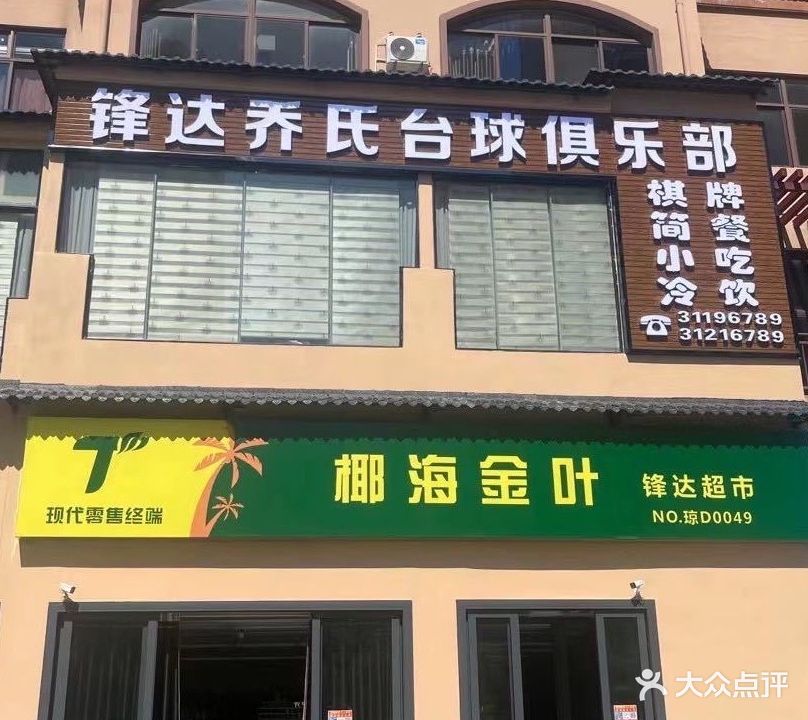 锋达乔氏台球俱乐部
棋牌
简餐
小吃
冷饮
31196789
31216789
现代零售终端
椰海金叶
锋达超市
NO.琼D0049
大众点评